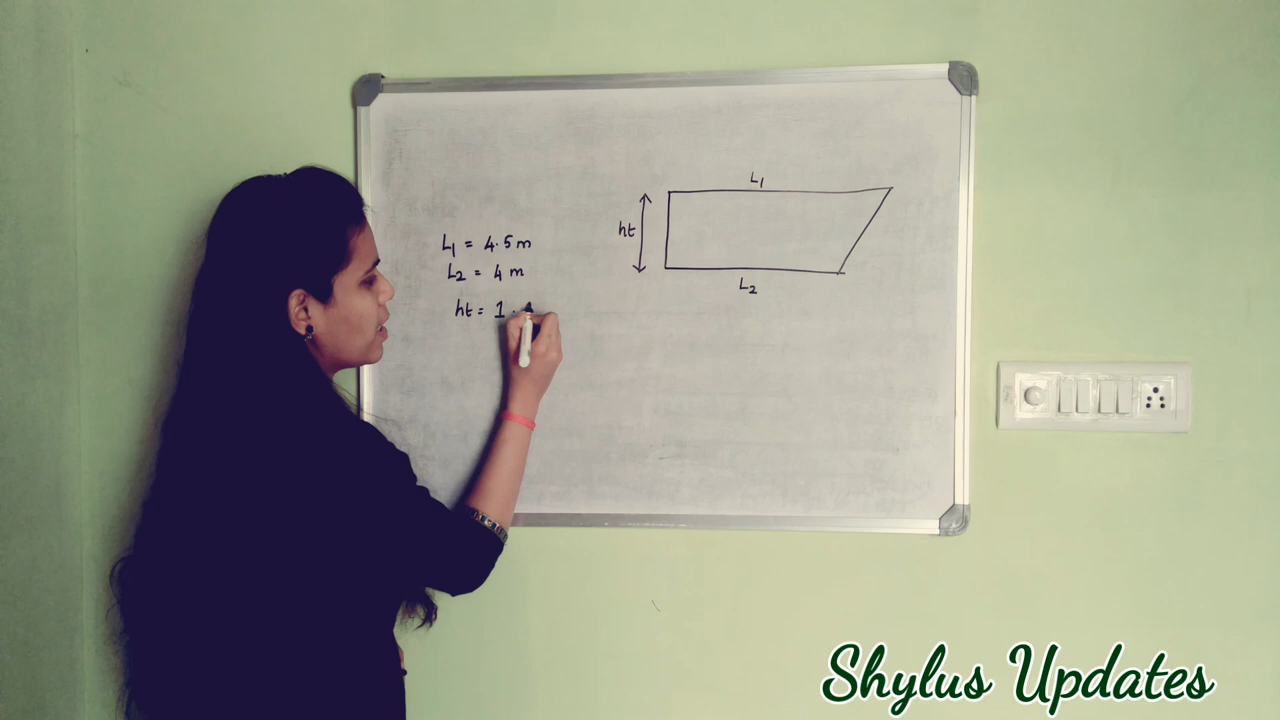 L1
ht
L1 = 4.5 m
L2 = 4 m
L2
ht = 1.
Shylus Updates